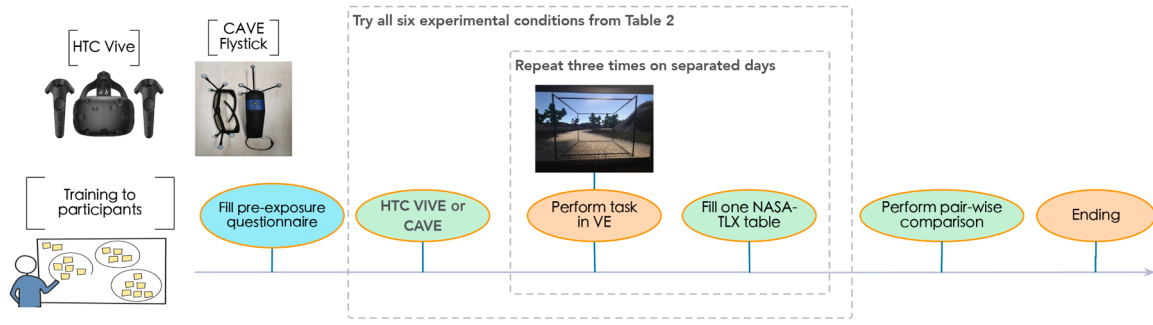 HTC Vive
CAVE
Flystick
Try all six experimental conditions from Table 2
Repeat three times on separated days
Training to
participants
Fill pre-exposure
questionnaire
HTC VIVE or
CAVE
Perform task
in VE
Fill one NASA-
TLX table
Perform pair-wise
comparison
Ending